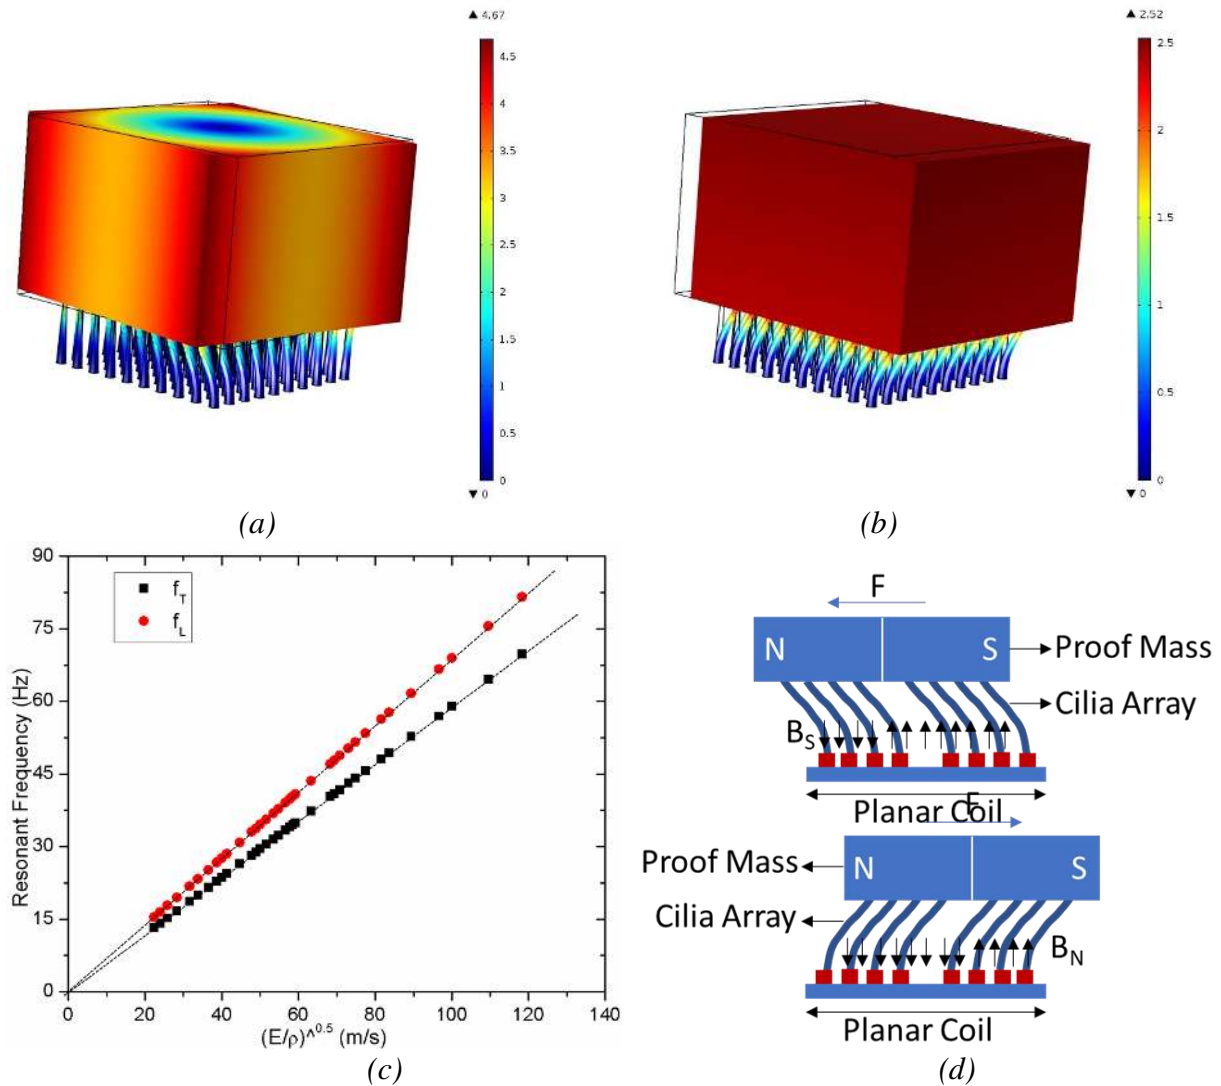 ▲ 4.67
4.5
4
3.5
3
2.5
2
1.5
1
0.5
0
▼ 0
(a)
▲ 2.52
2.5
2
1.5
1
0.5
0
▼ 0
(b)
90
75
60
45
30
15
0
Resonant Frequency (Hz)
f_T
f_L
0 20 40 60 80 100 120 140
(E/ρ)^0.5 (m/s)
(c)
F
N S
Proof Mass
Cilia Array
B_S
Planar Coil
F
Proof Mass
N S
Cilia Array
B_N
Planar Coil
(d)